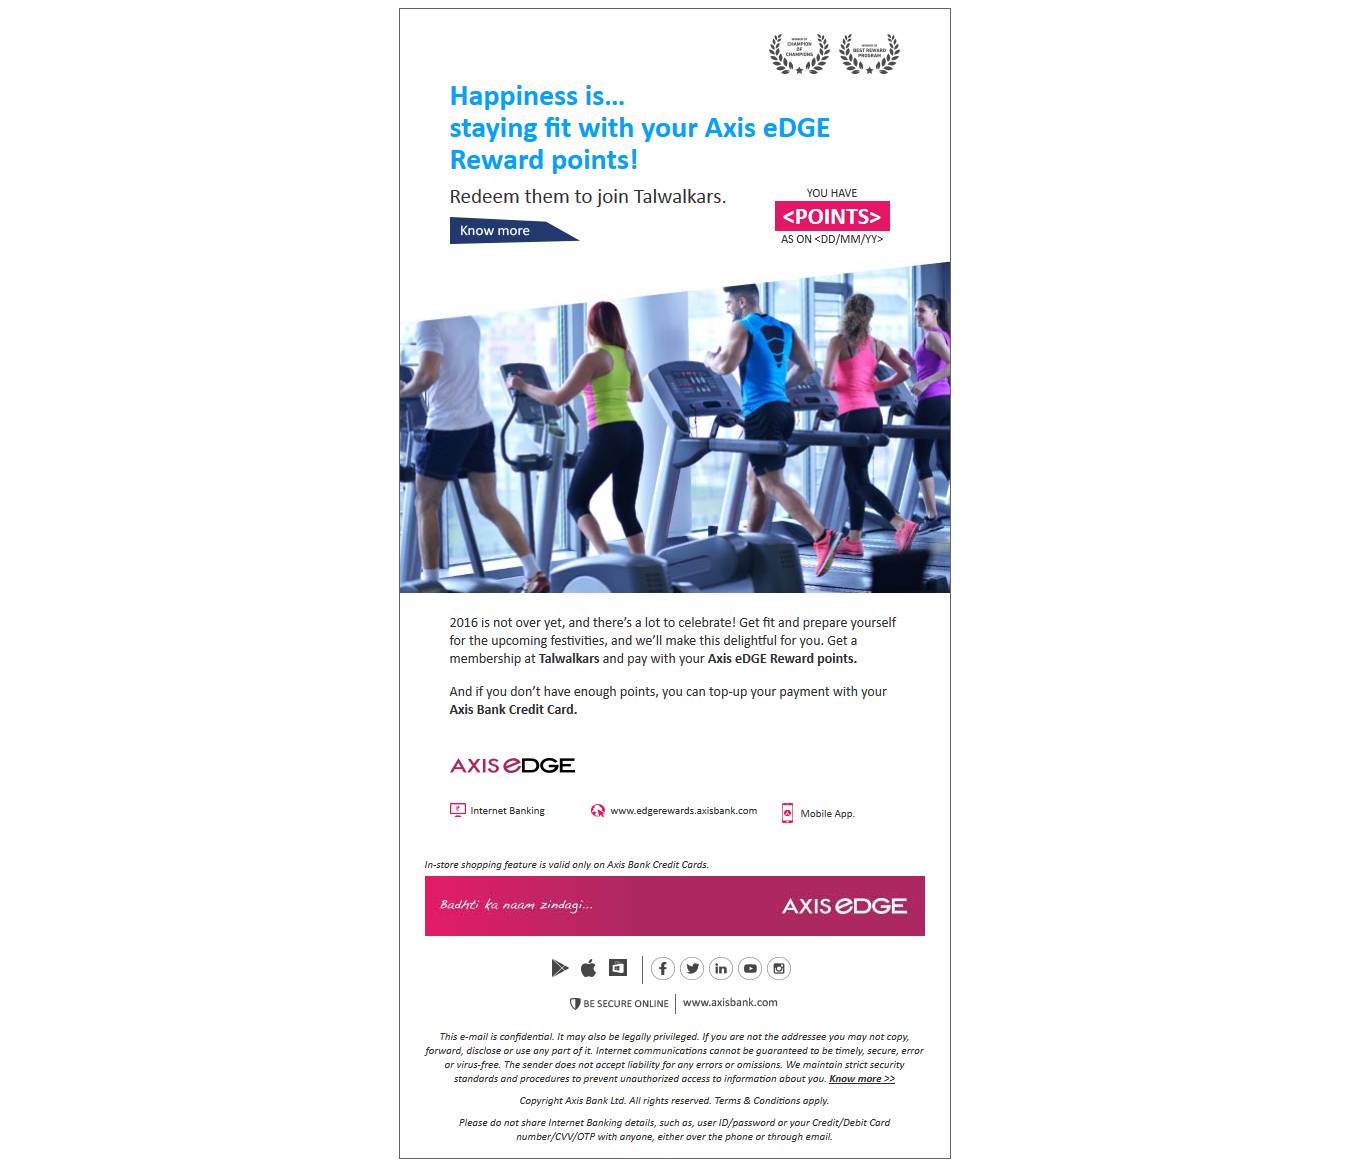 WINNER OF
CHAMPION
OF
CHAMPIONS
WINNER OF
BEST REWARD
PROGRAM
Happiness is...
staying fit with your Axis eDGE
Reward points!
Redeem them to join Talwalkars.
Know more
YOU HAVE
<POINTS>
AS ON <DD/MM/YY>
2016 is not over yet, and there’s a lot to celebrate! Get fit and prepare yourself
for the upcoming festivities, and we’ll make this delightful for you. Get a
membership at Talwalkars and pay with your Axis eDGE Reward points.
And if you don’t have enough points, you can top-up your payment with your
Axis Bank Credit Card.
AXIS eDGE
Internet Banking
www.edgerewards.axisbank.com
Mobile App.
In-store shopping feature is valid only on Axis Bank Credit Cards.
Badhti ka naam zindagi...
AXIS eDGE
BE SECURE ONLINE
www.axisbank.com
This e-mail is confidential. It may also be legally privileged. If you are not the addressee you may not copy,
forward, disclose or use any part of it. Internet communications cannot be guaranteed to be timely, secure, error
or virus-free. The sender does not accept liability for any errors or omissions. We maintain strict security
standards and procedures to prevent unauthorized access to information about you. Know more >>
Copyright Axis Bank Ltd. All rights reserved. Terms & Conditions apply.
Please do not share Internet Banking details, such as, user ID/password or your Credit/Debit Card
number/CVV/OTP with anyone, either over the phone or through email.